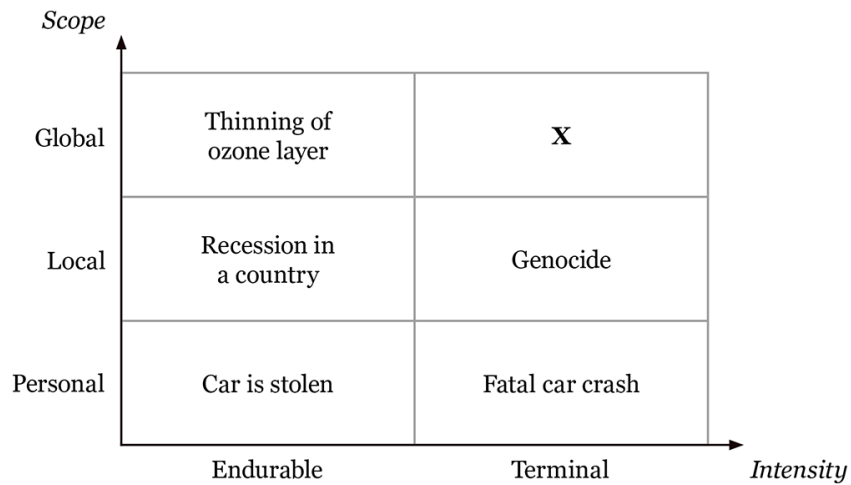 Scope
Global
Thinning of
ozone layer
X
Local
Recession in
a country
Genocide
Personal
Car is stolen
Fatal car crash
Endurable
Terminal
Intensity